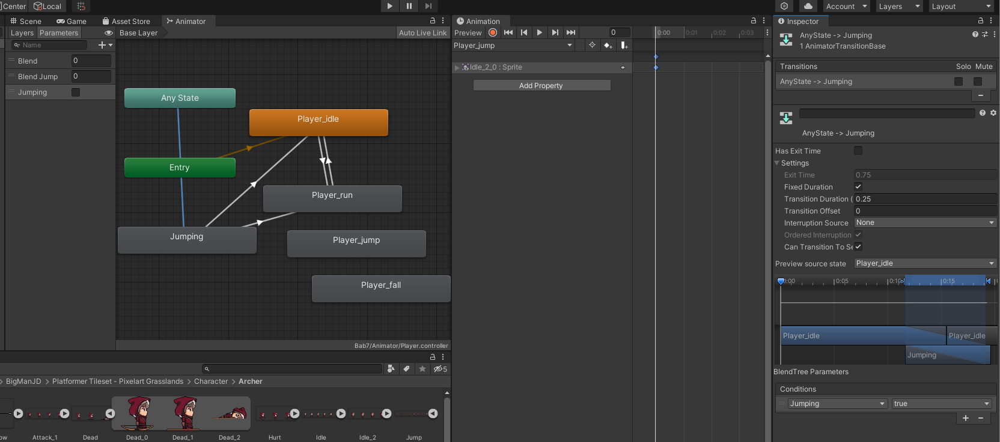 Center Local
Account Layers Layout
Scene Game Asset Store Animator
Layers Parameters Base Layer Auto Live Link
Name
Blend 0
Blend Jump 0
Jumping
Any State
Player_idle
Entry
Player_run
Jumping
Player_jump
Player_fall
Bab7/Animator/Player.controller
Animation
Preview 0
0:00 0:01 0:02 0:03
Player_jump
Idle_2_0 : Sprite
Add Property
Inspector
AnyState -> Jumping
1 AnimatorTransitionBase
Transitions Solo Mute
AnyState -> Jumping
AnyState -> Jumping
Has Exit Time
Settings
Exit Time 0.75
Fixed Duration
Transition Duration ( 0.25
Transition Offset 0
Interruption Source None
Ordered Interruption
Can Transition To Se
Preview source state Player_idle
0:00 0:05 0:10 0:15
Player_idle Player_idle
Jumping
BlendTree Parameters
Conditions
Jumping true
5
BigManJD > Platformer Tileset - Pixelart Grasslands > Character > Archer
ow Attack_1 Dead Dead_0 Dead_1 Dead_2 Hurt Idle Idle_2 Jump